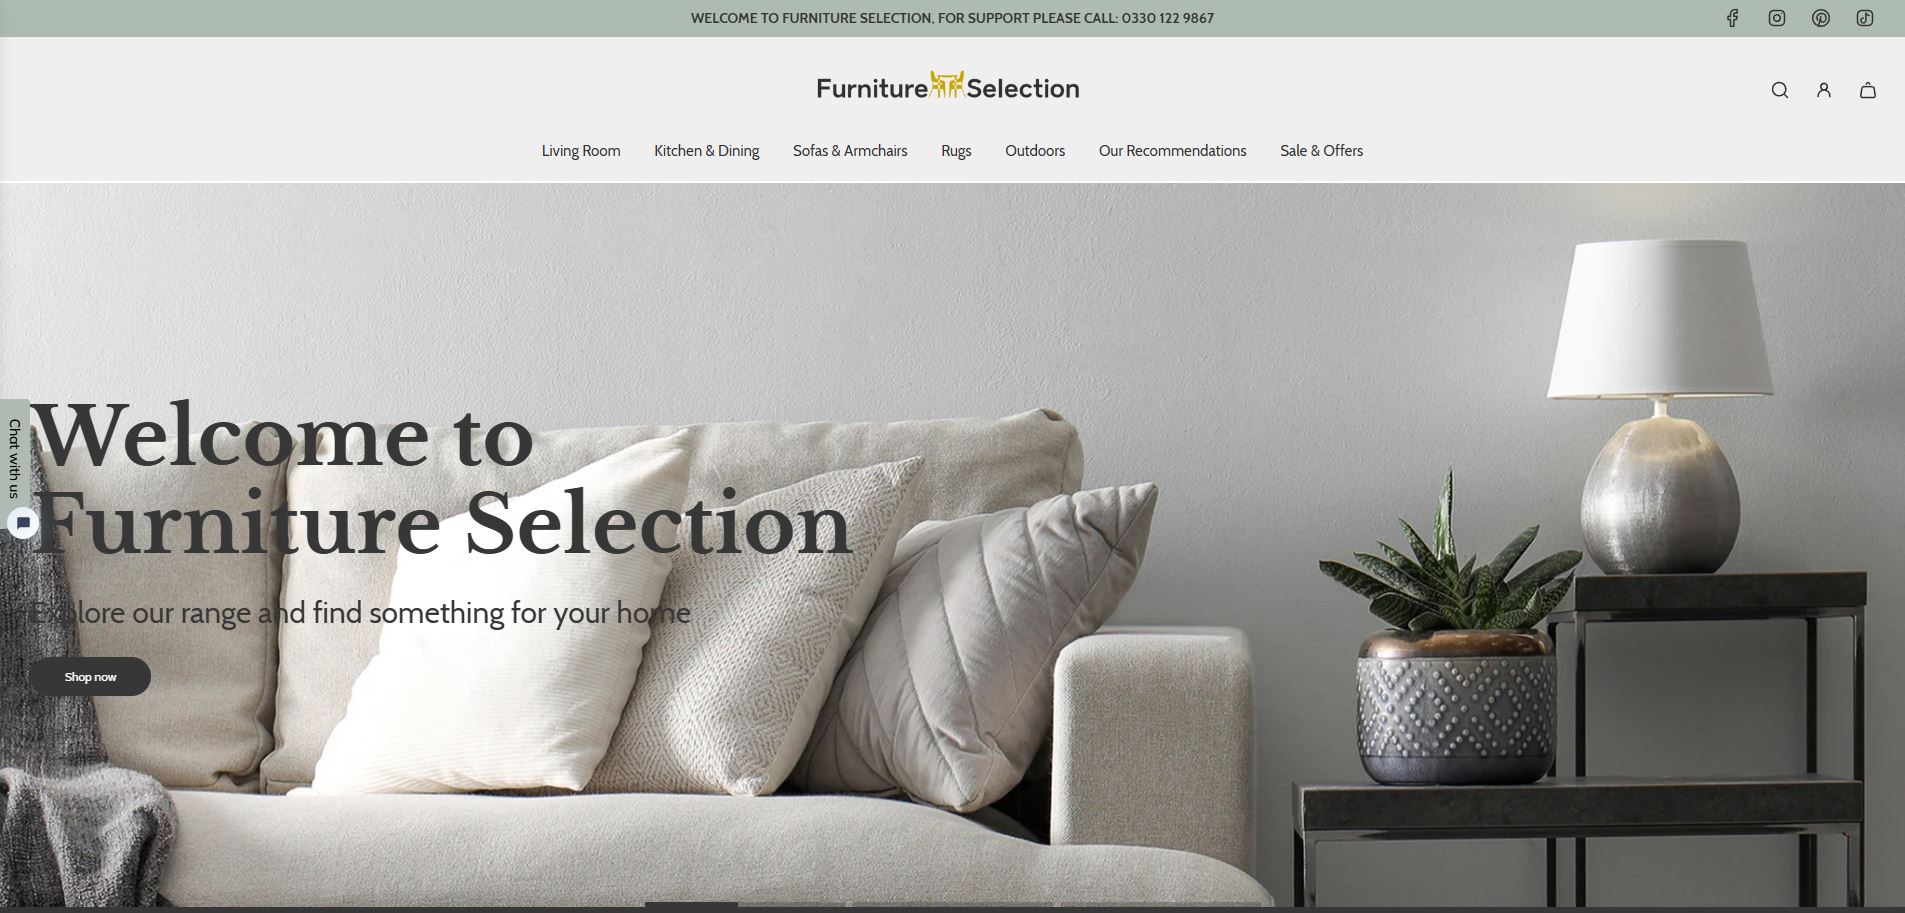 WELCOME TO FURNITURE SELECTION, FOR SUPPORT PLEASE CALL: 0330 122 9867
Furniture Selection
Living Room Kitchen & Dining Sofas & Armchairs Rugs Outdoors Our Recommendations Sale & Offers
Welcome to
Furniture Selection
Chat with us
Explore our range and find something for your home
Shop now